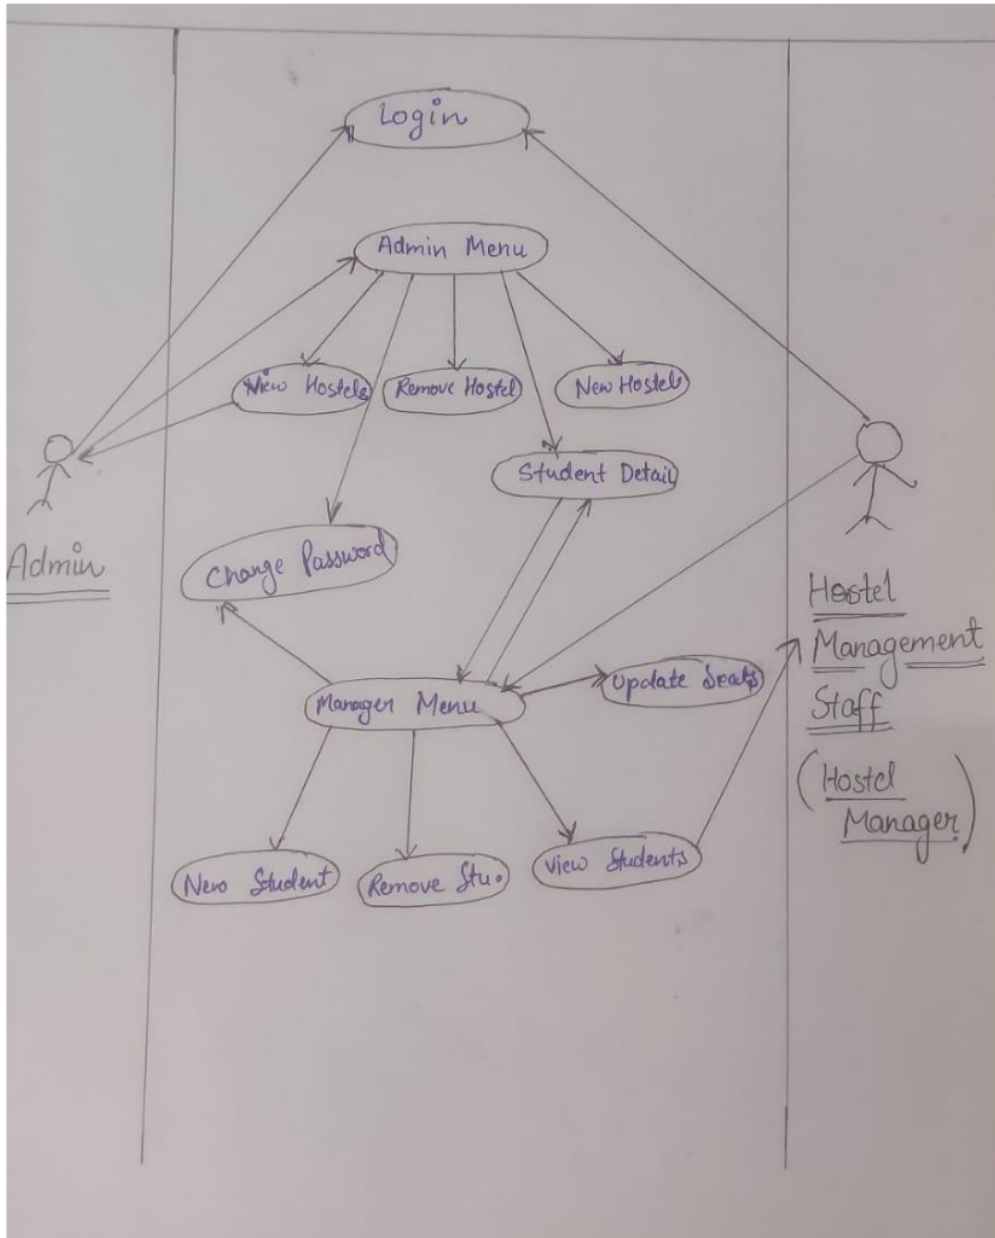 Login
Admin Menu
View Hostels
Remove Hostel
New Hostels
Student Detail
Admin
Change Password
Hostel
Management
Staff
(Hostel
Manager)
Update Seats
Manager Menu
New Student
Remove Stu.
View Students